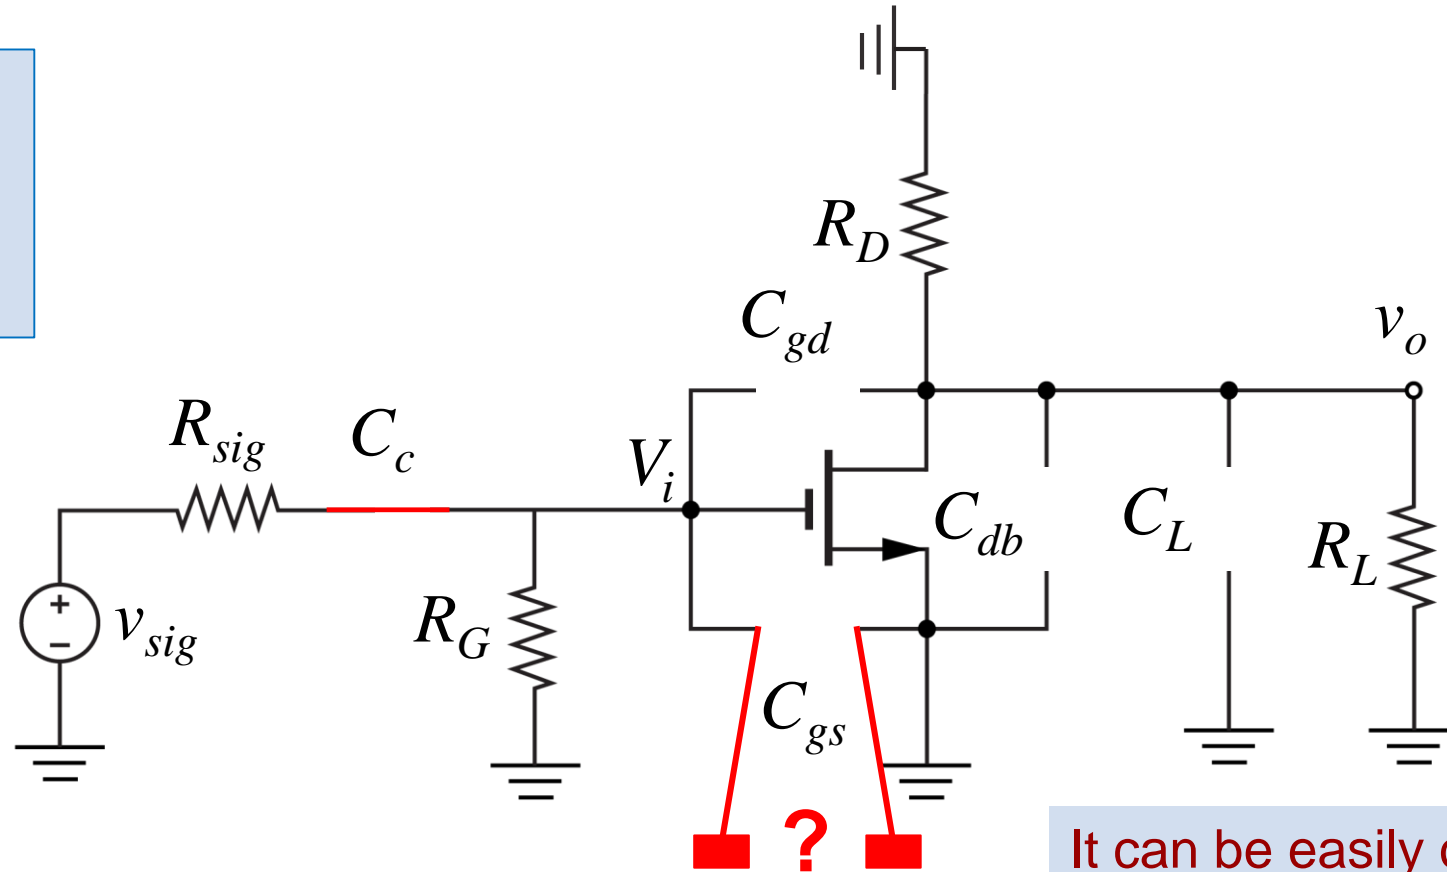 R_D
C_gd
v_o
R_sig
C_c
V_i
C_db
C_L
R_L
+
−
v_sig
R_G
C_gs
?
It can be easily